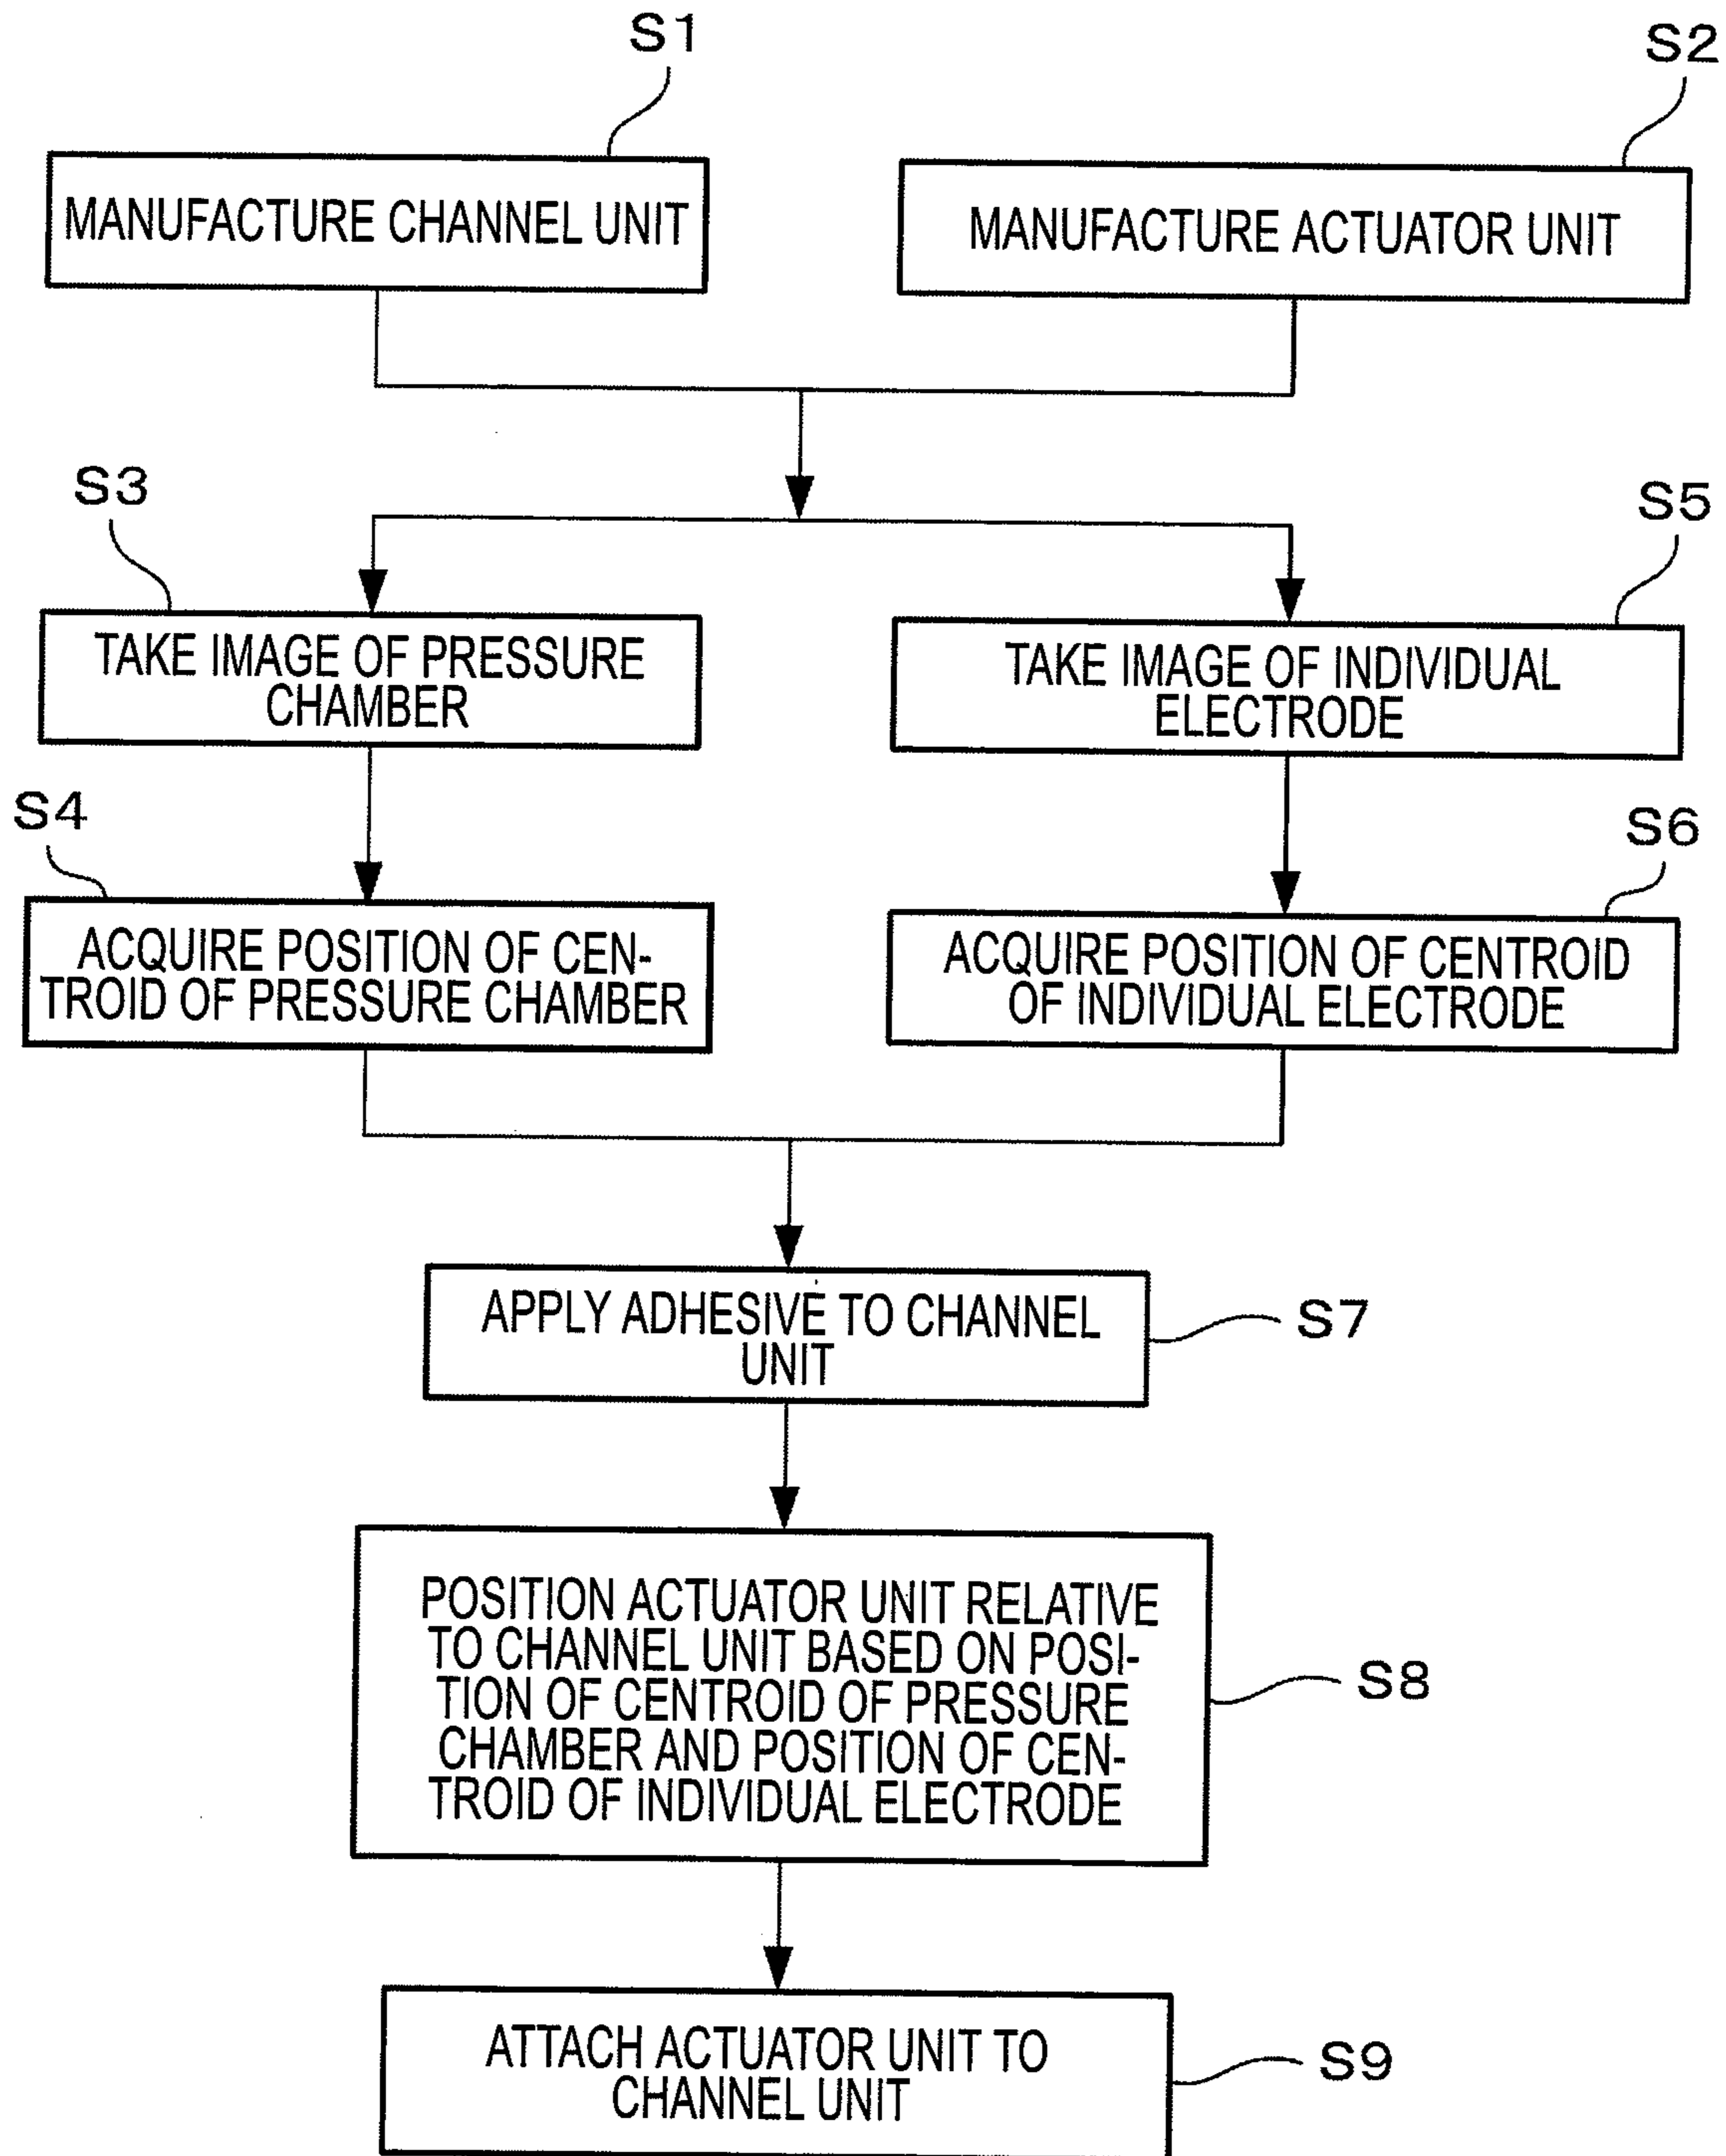 S1
S2
MANUFACTURE CHANNEL UNIT
MANUFACTURE ACTUATOR UNIT
S3
S5
TAKE IMAGE OF PRESSURE
CHAMBER
TAKE IMAGE OF INDIVIDUAL
ELECTRODE
S4
S6
ACQUIRE POSITION OF CEN-
TROID OF PRESSURE CHAMBER
ACQUIRE POSITION OF CENTROID
OF INDIVIDUAL ELECTRODE
APPLY ADHESIVE TO CHANNEL
UNIT
S7
POSITION ACTUATOR UNIT RELATIVE
TO CHANNEL UNIT BASED ON POSI-
TION OF CENTROID OF PRESSURE
CHAMBER AND POSITION OF CEN-
TROID OF INDIVIDUAL ELECTRODE
S8
ATTACH ACTUATOR UNIT TO
CHANNEL UNIT
S9